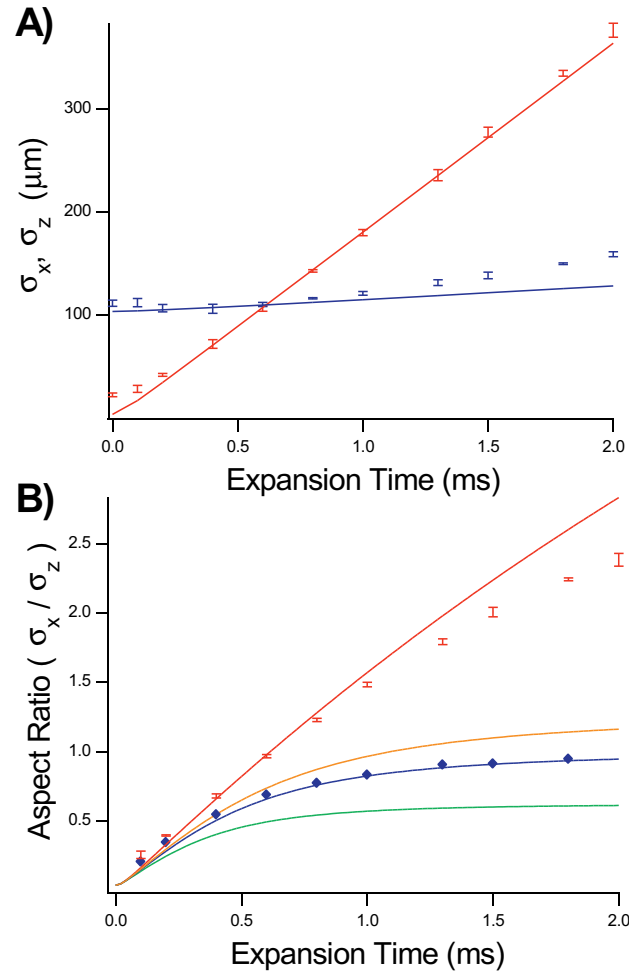 A)
300
200
100
σx, σz (μm)
0.0 0.5 1.0 1.5 2.0
Expansion Time (ms)
B)
2.5
2.0
1.5
1.0
0.5
Aspect Ratio ( σx / σz )
0.0 0.5 1.0 1.5 2.0
Expansion Time (ms)